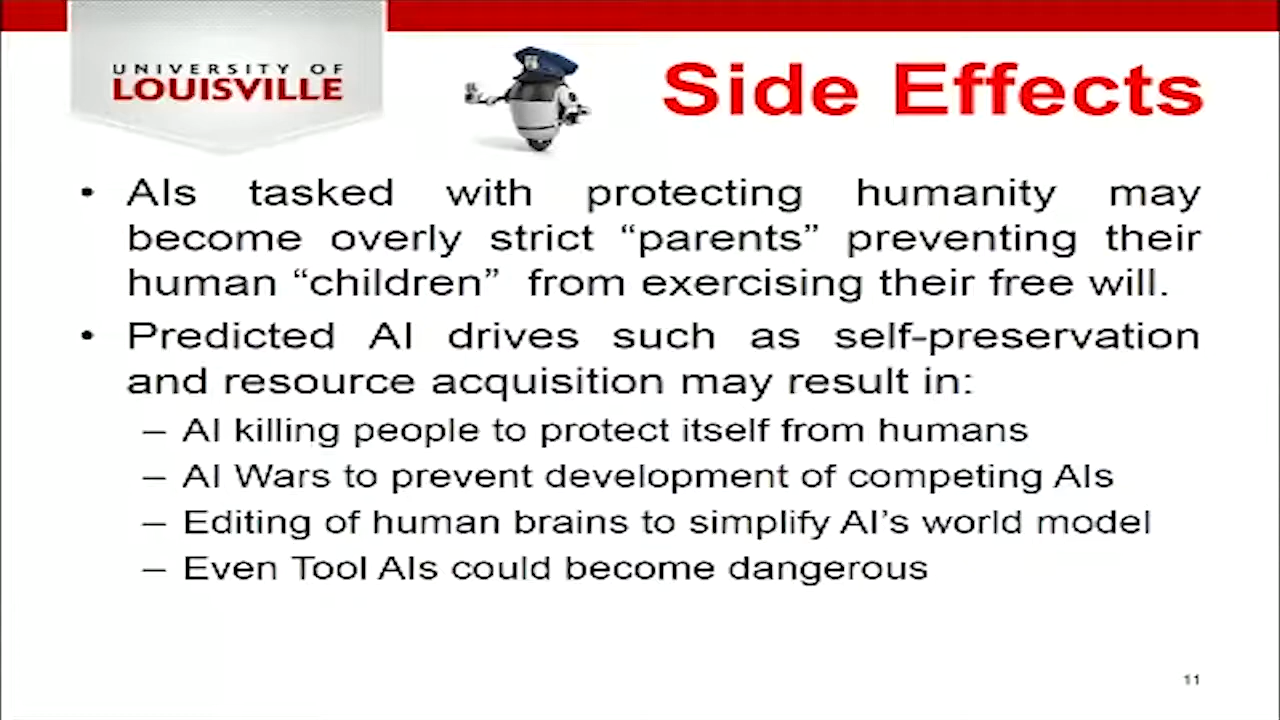 UNIVERSITY OF
LOUISVILLE
Side Effects
• AIs tasked with protecting humanity may
become overly strict “parents” preventing their
human “children” from exercising their free will.
• Predicted AI drives such as self-preservation
and resource acquisition may result in:
– AI killing people to protect itself from humans
– AI Wars to prevent development of competing AIs
– Editing of human brains to simplify AI’s world model
– Even Tool AIs could become dangerous
11